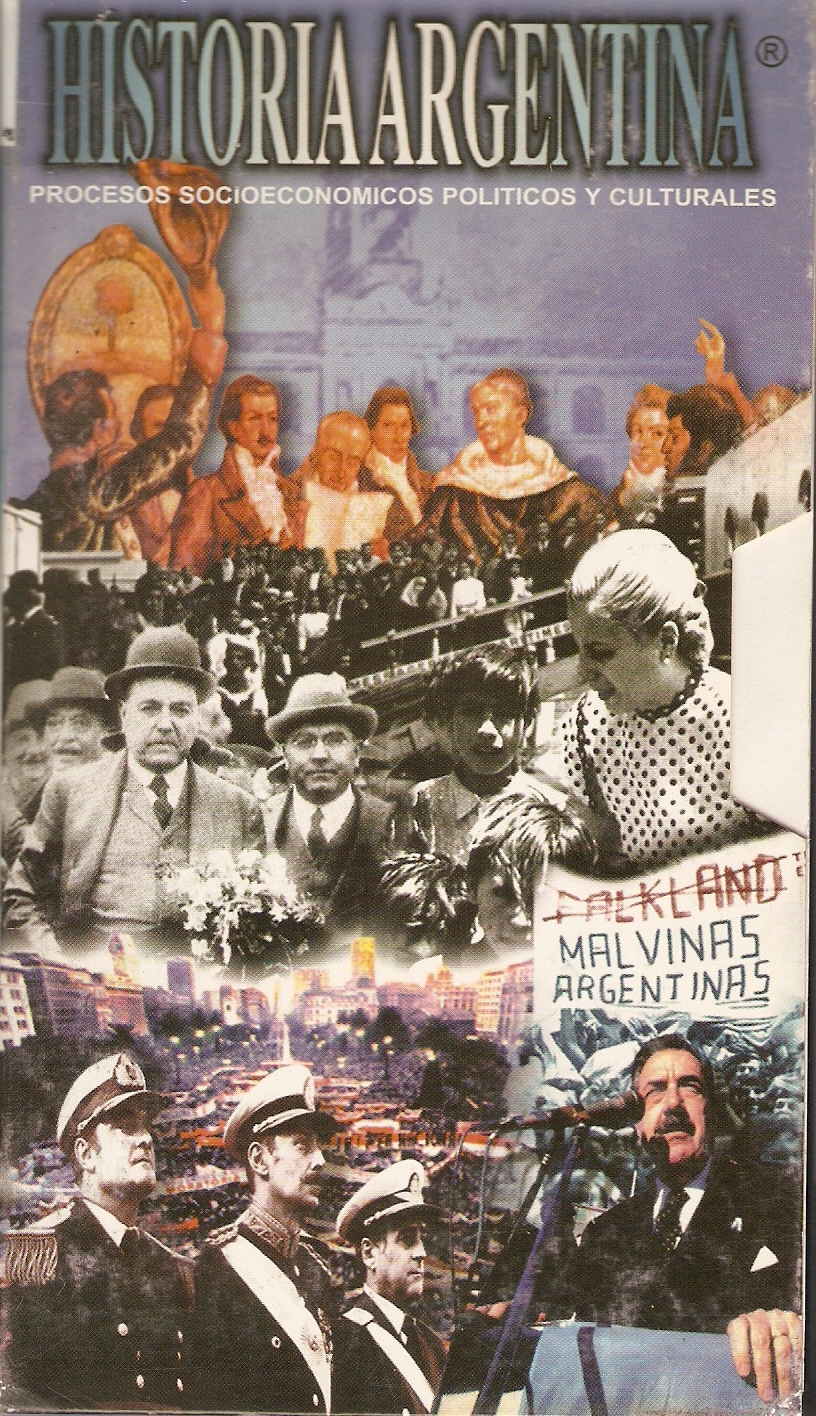 HISTORIA ARGENTINA ®
PROCESOS SOCIOECONOMICOS POLITICOS Y CULTURALES
FALKLAND
MALVINAS
ARGENTINAS